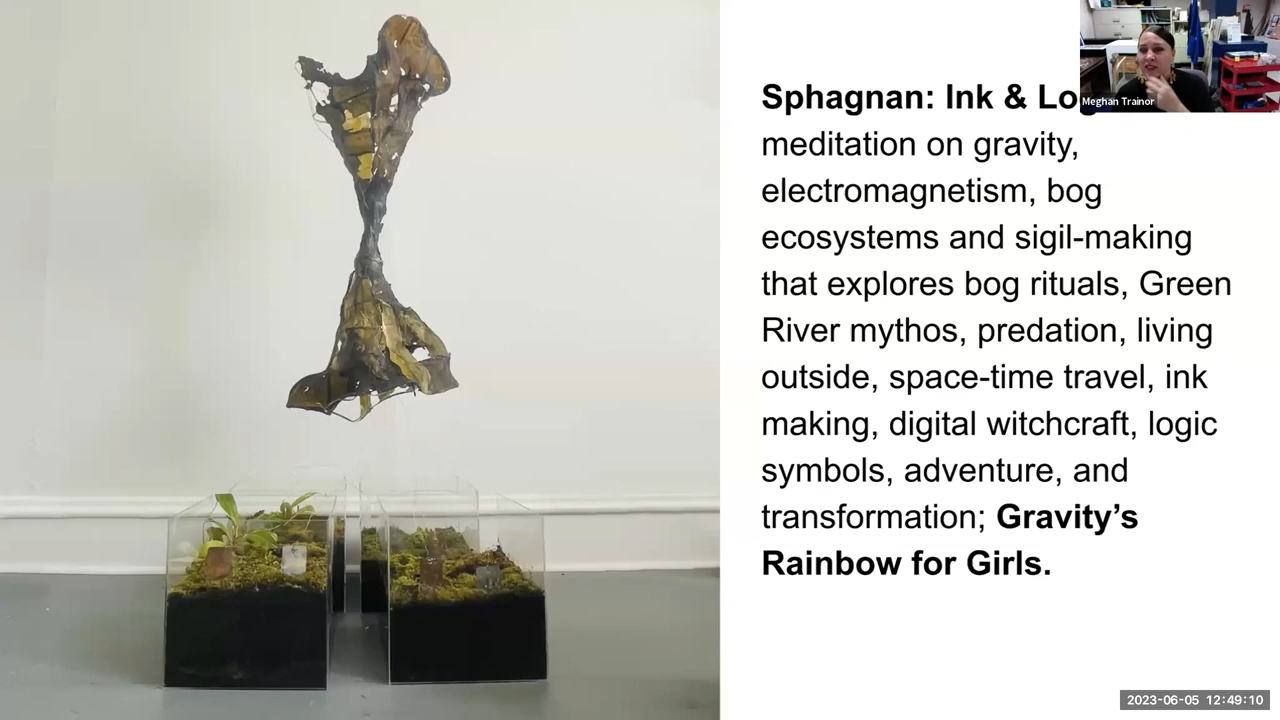 Sphagnan: Ink &
meditation on gravity,
electromagnetism, bog
ecosystems and sigil-making
that explores bog rituals, Green
River mythos, predation, living
outside, space-time travel, ink
making, digital witchcraft, logic
symbols, adventure, and
transformation; Gravity’s
Rainbow for Girls.
Meghan Trainor
2023-06-05 12:49:10